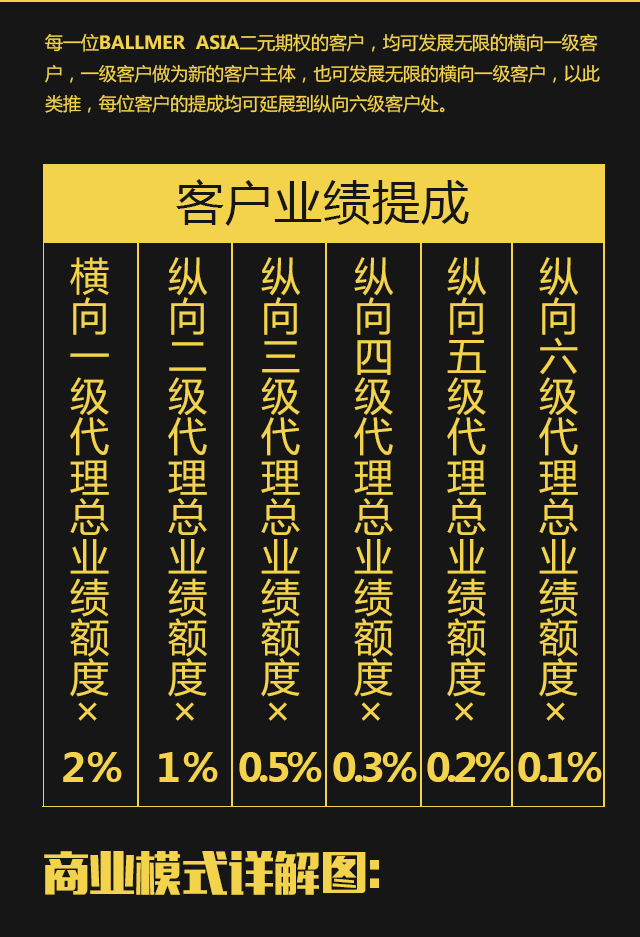 每一位BALLMER ASIA二元期权的客户，均可发展无限的横向一级客
户，一级客户做为新的客户主体，也可发展无限的横向一级客户，以此
类推，每位客户的提成均可延展到纵向六级客户处。
客户业绩提成
横向一级代理总业绩额度×
2%
纵向二级代理总业绩额度×
1%
纵向三级代理总业绩额度×
0.5%
纵向四级代理总业绩额度×
0.3%
纵向五级代理总业绩额度×
0.2%
纵向六级代理总业绩额度×
0.1%
商业模式详解图: